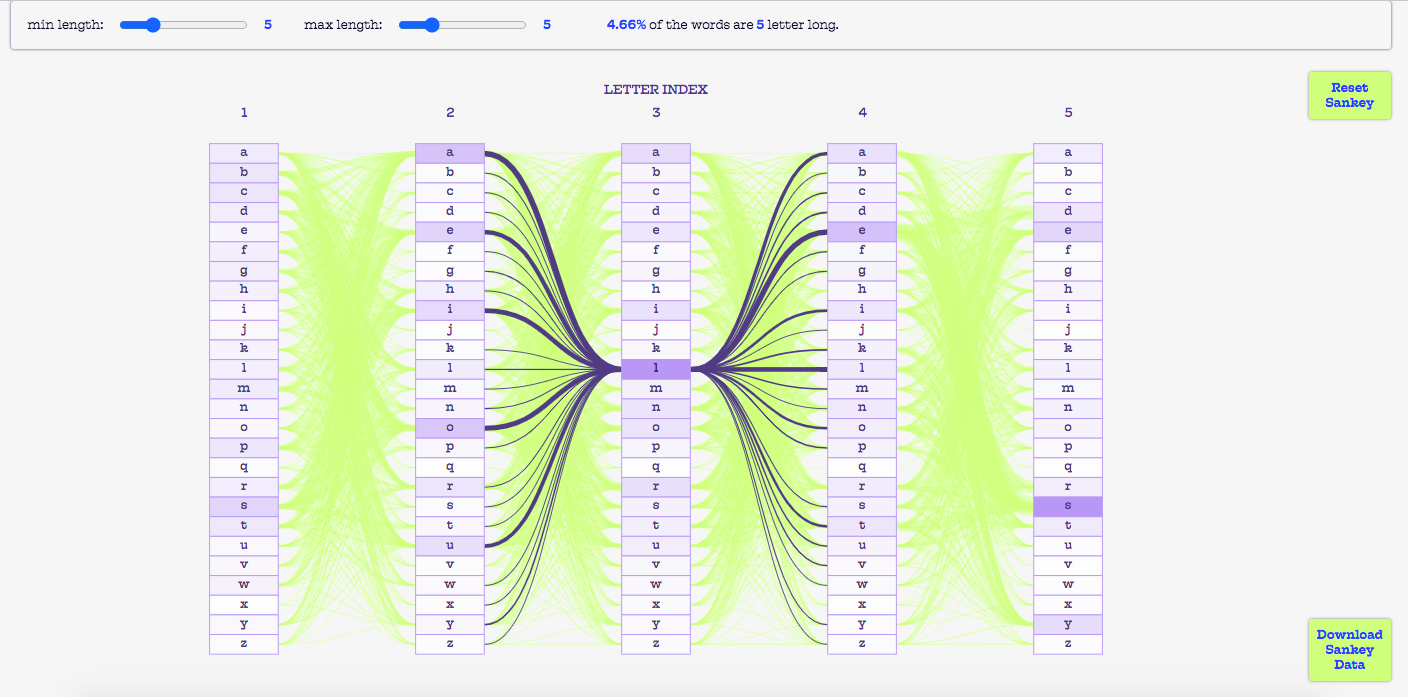 min length: 5 max length: 5 4.66% of the words are 5 letter long.
LETTER INDEX
Reset
Sankey
1 2 3 4 5
a a a a a
b b b b b
c c c c c
d d d d d
e e e e e
f f f f f
g g g g g
h h h h h
i i i i i
j j j j j
k k k k k
l l l l l
m m m m m
n n n n n
o o o o o
p p p p p
q q q q q
r r r r r
s s s s s
t t t t t
u u u u u
v v v v v
w w w w w
x x x x x
y y y y y
z z z z z
Download
Sankey
Data